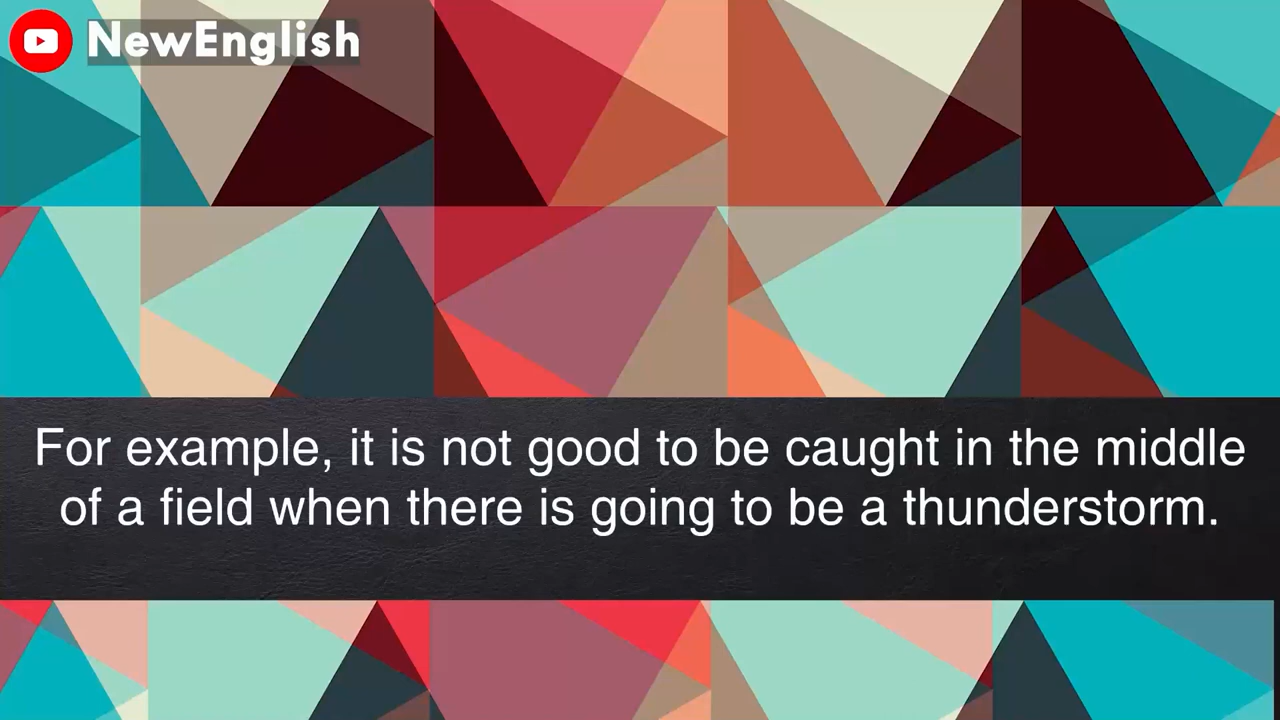 NewEnglish
For example, it is not good to be caught in the middle
of a field when there is going to be a thunderstorm.